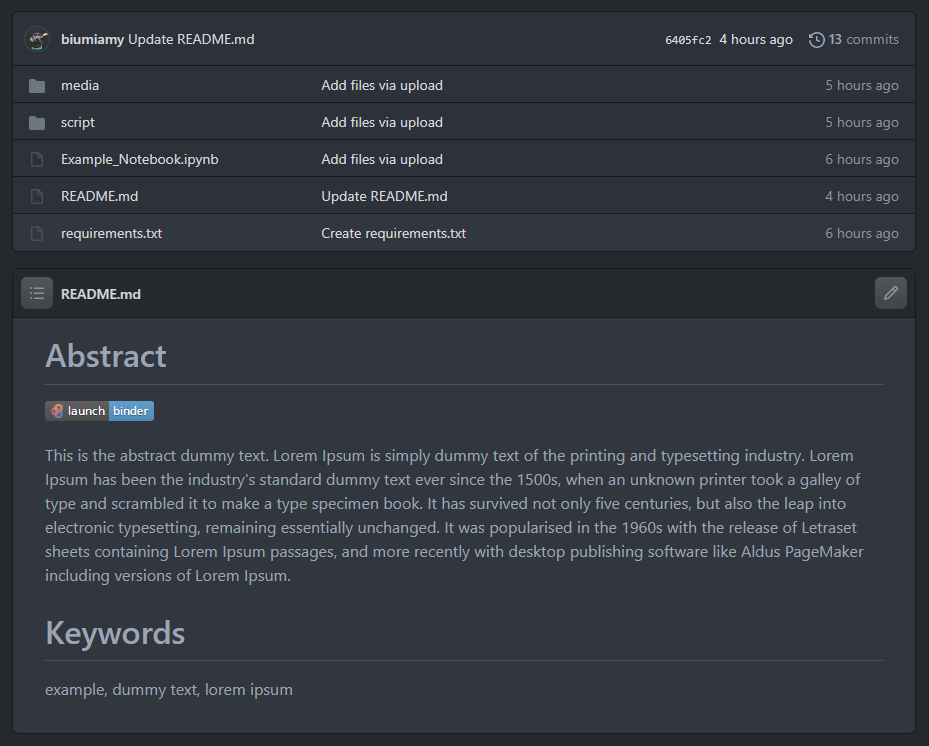 biumiamy Update README.md 6405fc2 4 hours ago 13 commits
media Add files via upload 5 hours ago
script Add files via upload 5 hours ago
Example_Notebook.ipynb Add files via upload 6 hours ago
README.md Update README.md 4 hours ago
requirements.txt Create requirements.txt 6 hours ago
README.md
Abstract
launch binder
This is the abstract dummy text. Lorem Ipsum is simply dummy text of the printing and typesetting industry. Lorem
Ipsum has been the industry's standard dummy text ever since the 1500s, when an unknown printer took a galley of
type and scrambled it to make a type specimen book. It has survived not only five centuries, but also the leap into
electronic typesetting, remaining essentially unchanged. It was popularised in the 1960s with the release of Letraset
sheets containing Lorem Ipsum passages, and more recently with desktop publishing software like Aldus PageMaker
including versions of Lorem Ipsum.
Keywords
example, dummy text, lorem ipsum